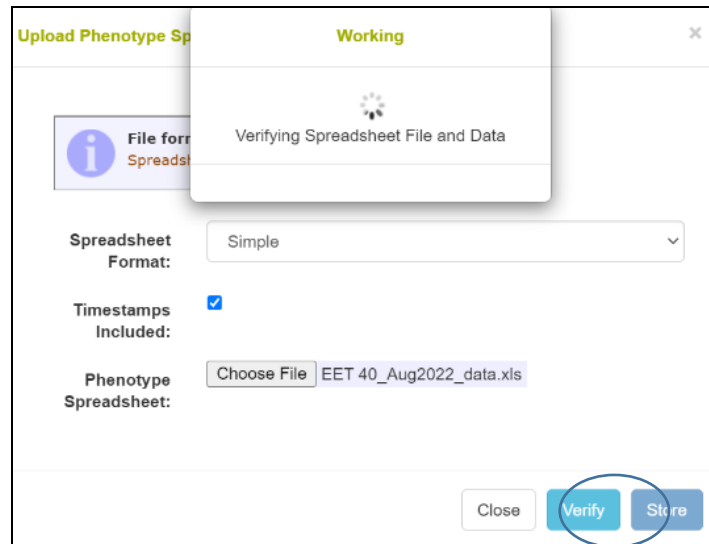 Upload Phenotype Sp
Working
×
Verifying Spreadsheet File and Data
i
File forr
Spreadsh
Spreadsheet Format:
Simple
Timestamps Included:
Phenotype Spreadsheet:
Choose File EET 40_Aug2022_data.xls
Close Verify Store